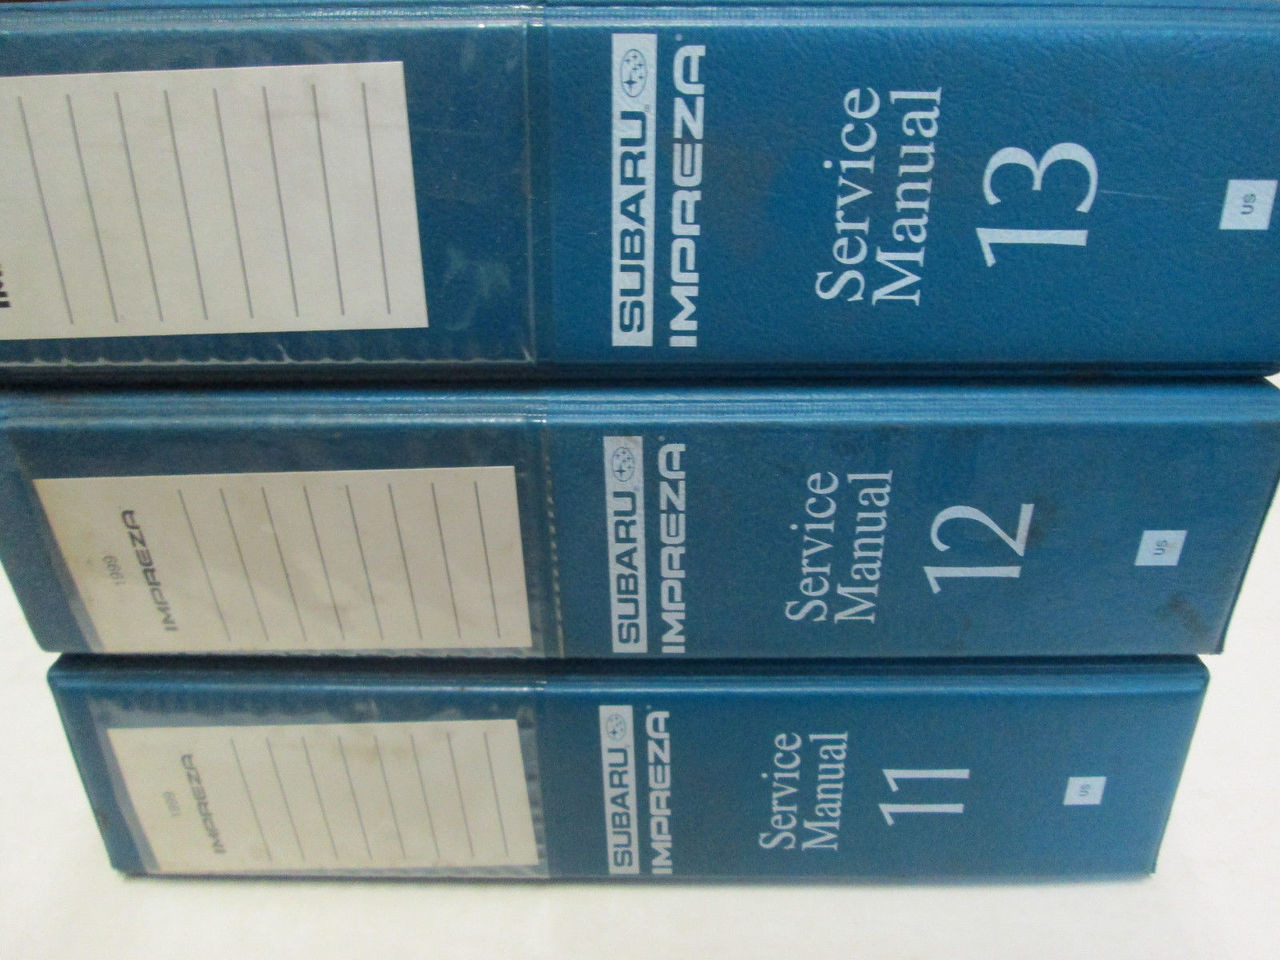 SUBARU
IMPREZA
Service
Manual
13
US
1999
IMPREZA
SUBARU
IMPREZA
Service
Manual
12
US
1999
IMPREZA
SUBARU
IMPREZA
Service
Manual
11
US